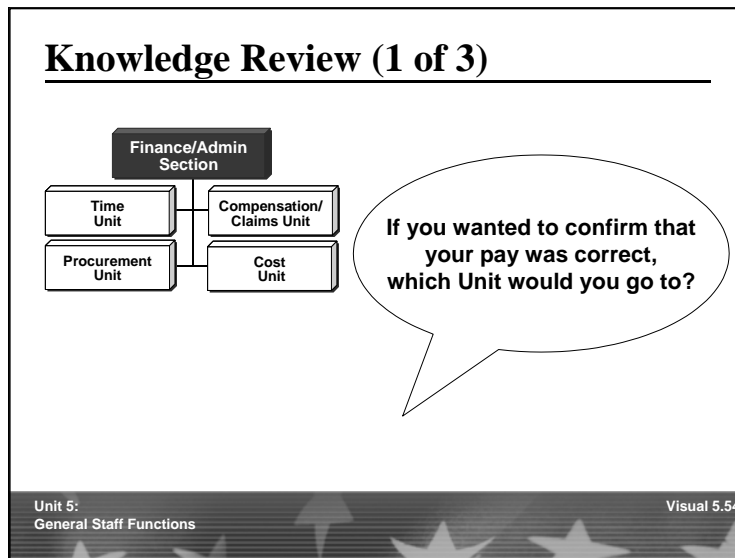 Knowledge Review (1 of 3)
Finance/Admin
Section
Time
Unit
Compensation/
Claims Unit
Procurement
Unit
Cost
Unit
If you wanted to confirm that
your pay was correct,
which Unit would you go to?
Unit 5:
General Staff Functions
Visual 5.54